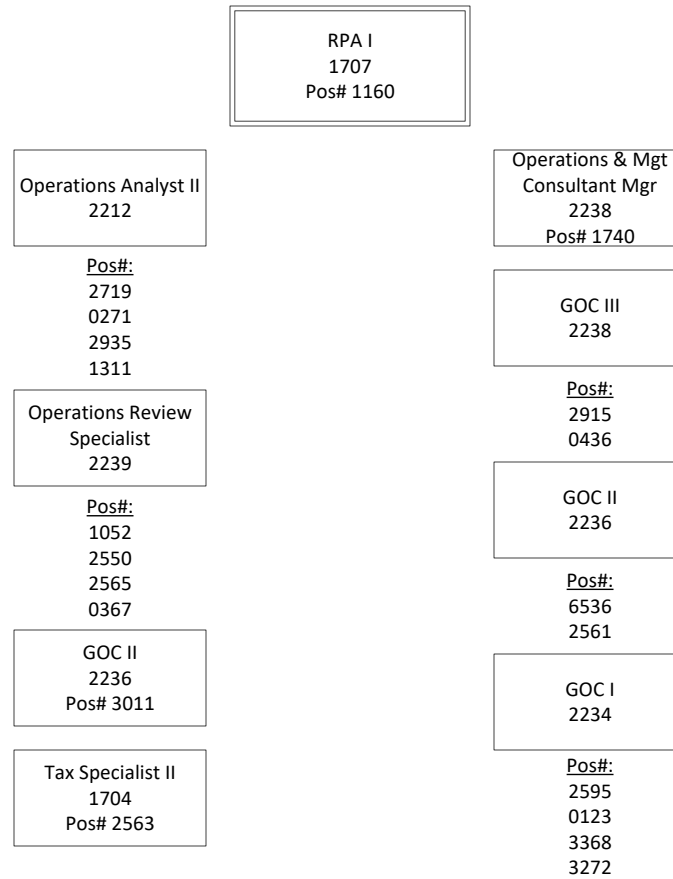 RPA I
1707
Pos# 1160
Operations Analyst II
2212
Pos#:
2719
0271
2935
1311
Operations Review
Specialist
2239
Pos#:
1052
2550
2565
0367
GOC II
2236
Pos# 3011
Tax Specialist II
1704
Pos# 2563
Operations & Mgt
Consultant Mgr
2238
Pos# 1740
GOC III
2238
Pos#:
2915
0436
GOC II
2236
Pos#:
6536
2561
GOC I
2234
Pos#:
2595
0123
3368
3272